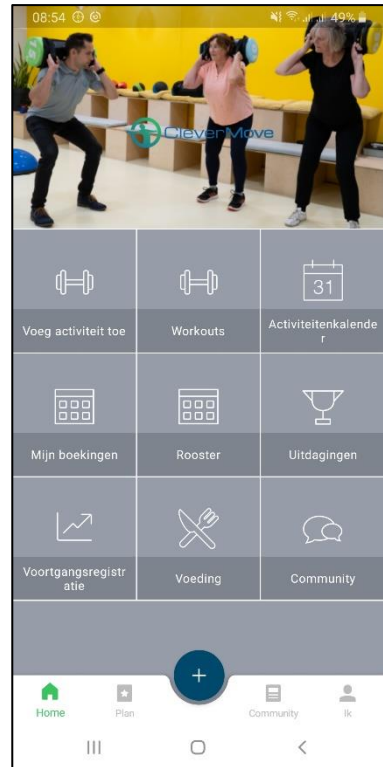 08:54
49%
CleverMove
31
Voeg activiteit toe
Workouts
Activiteitenkalende
r
Mijn boekingen
Rooster
Uitdagingen
Voortgangsregistr
atie
Voeding
Community
+
Home
Plan
Community
Ik